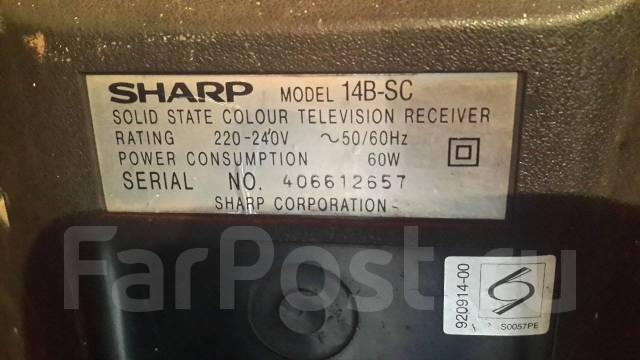 SHARP MODEL 14B-SC
SOLID STATE COLOUR TELEVISION RECEIVER
RATING 220-240V ~50/60Hz
POWER CONSUMPTION 60W
SERIAL NO. 406612657
SHARP CORPORATION
920914-00
S0057PE
FarPost.ru